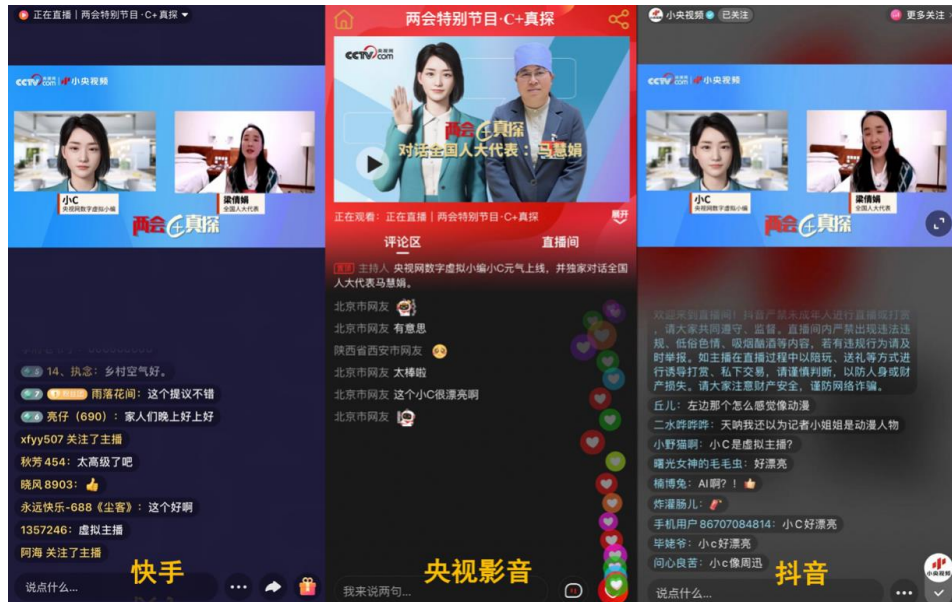 正在直播｜两会特别节目·C+真探
CCTV.com 央视网 小央视频
小C
央视网数字虚拟小编
梁倩娟
全国人大代表
两会C+真探
14、执念：乡村空气好。
雨落花间：这个提议不错
亮仔（690）：家人们晚上好上好
xfyy507 关注了主播
秋芳454：太高级了吧
晓风8903：
永远快乐-688《尘客》：这个好啊
1357246：虚拟主播
阿海 关注了主播
快手
说点什么...
两会特别节目·C+真探
CCTV.com 央视网
两会C+真探
对话全国人大代表：马慧娟
正在观看：正在直播｜两会特别节目·C+真探
展开
评论区
直播间
主持人 央视网数字虚拟小编小C元气上线，并独家对话全国
人大代表马慧娟。
北京市网友
北京市网友 有意思
陕西省西安市网友
北京市网友 太棒啦
北京市网友 这个小C很漂亮啊
北京市网友
央视影音
我来说两句...
小央视频 已关注
更多关注
CCTV.com 央视网 小央视频
小C
央视网数字虚拟小编
梁倩娟
全国人大代表
两会C+真探
欢迎来到直播间！抖音严禁未成年人进行直播或打赏
，请大家共同遵守、监督。直播间内严禁出现违法违
规、低俗色情、吸烟酗酒等内容，若有违规行为请及
时举报。如主播在直播过程中以陪玩、送礼等方式进
行诱导打赏、私下交易，请谨慎判断，以防人身或财
产损失。请大家注意财产安全，谨防网络诈骗。
丘儿：左边那个怎么感觉像动漫
二水哗哗哗：天呐我还以为记者小姐姐是动漫人物
小野猫啊：小C是虚拟主播？
曙光女神的毛毛虫：好漂亮
楠博兔：AI啊？！
炸灌肠儿：
手机用户86707084814：小C好漂亮
毕姥爷：小c好漂亮
问心良苦：小c像周迅
抖音
小央视频
说点什么...